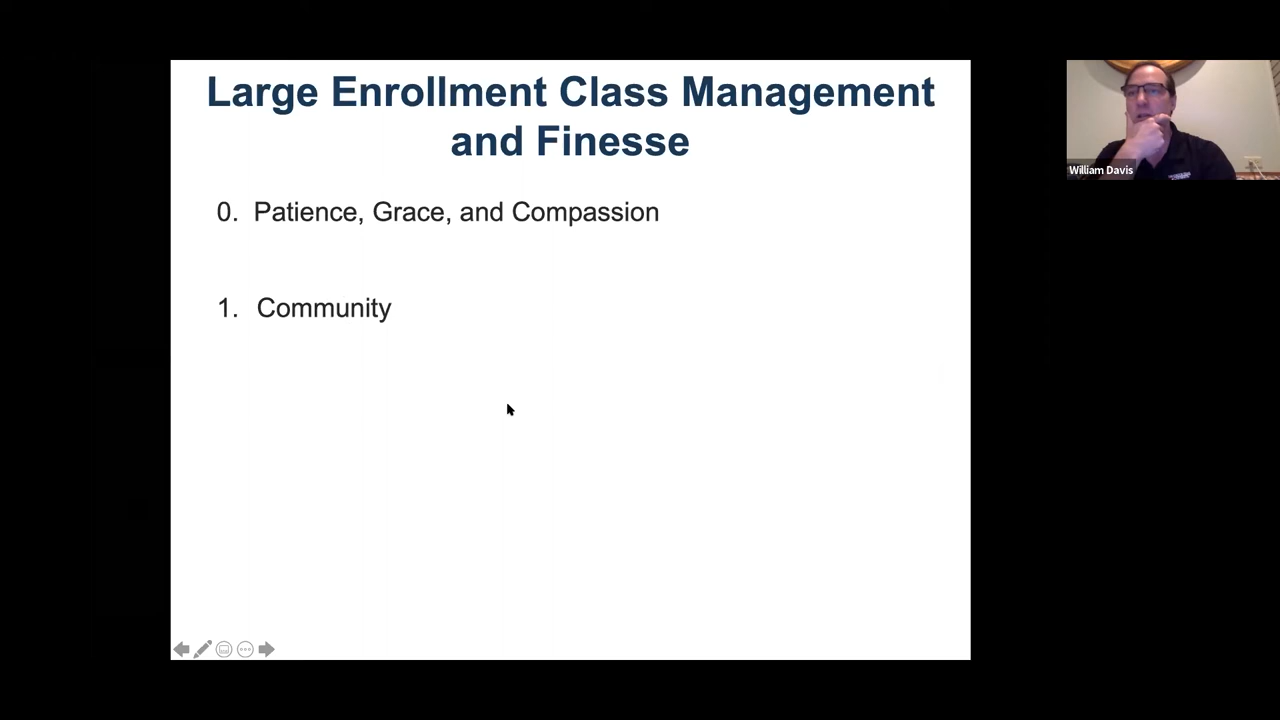 Large Enrollment Class Management
and Finesse
0. Patience, Grace, and Compassion
1. Community
William Davis